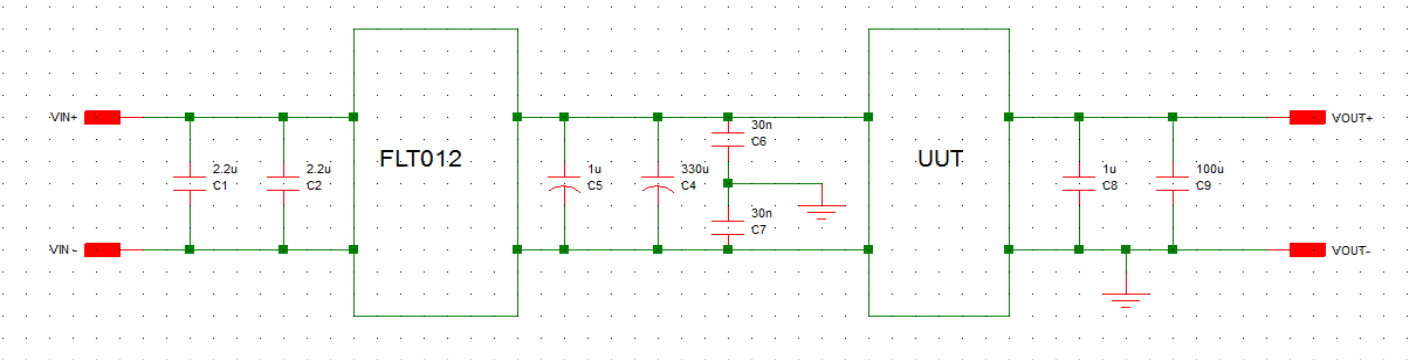 VIN+
2.2u
C1
2.2u
C2
VIN -
FLT012
1u
C5
330u
C4
30n
C6
30n
C7
UUT
1u
C8
100u
C9
VOUT+
VOUT-